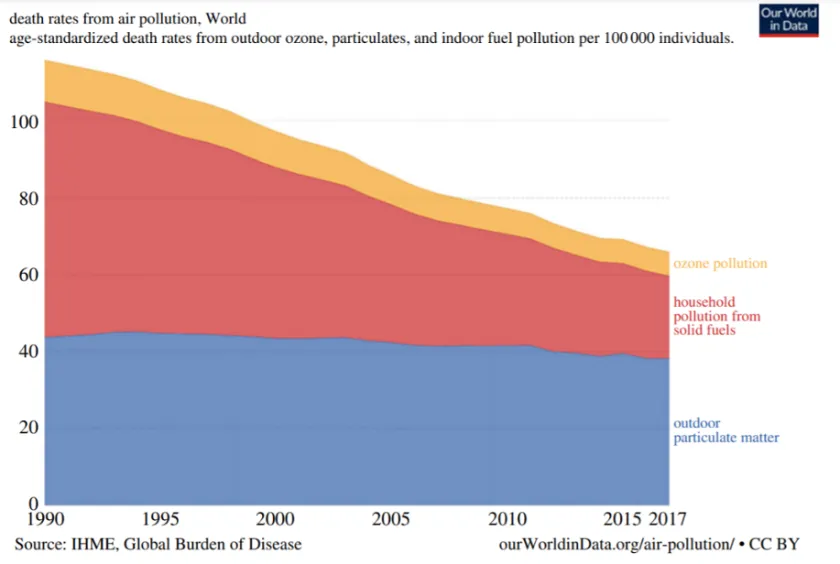 death rates from air pollution, World
age-standardized death rates from outdoor ozone, particulates, and indoor fuel pollution per 100 000 individuals.
Our World
in Data
100
80
60
40
20
0
ozone pollution
household
pollution from
solid fuels
outdoor
particulate matter
1990 1995 2000 2005 2010 2015 2017
Source: IHME, Global Burden of Disease
ourWorldinData.org/air-pollution/ • CC BY